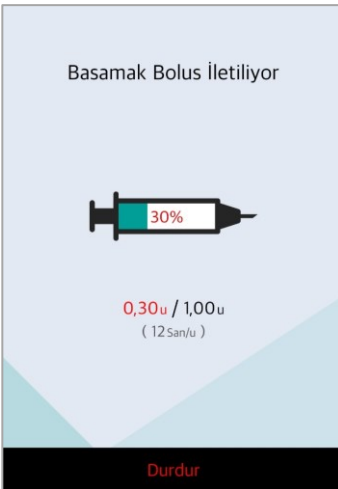 Basamak Bolus İletiliyor
30%
0,30u / 1,00u
( 12 San/u )
Durdur